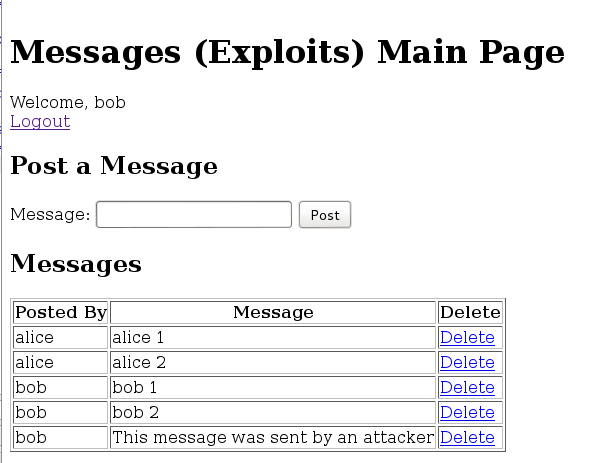 Messages (Exploits) Main Page
Welcome, bob
Logout
Post a Message
Message: Post
Messages
Posted By Message Delete
alice alice 1 Delete
alice alice 2 Delete
bob bob 1 Delete
bob bob 2 Delete
bob This message was sent by an attacker Delete